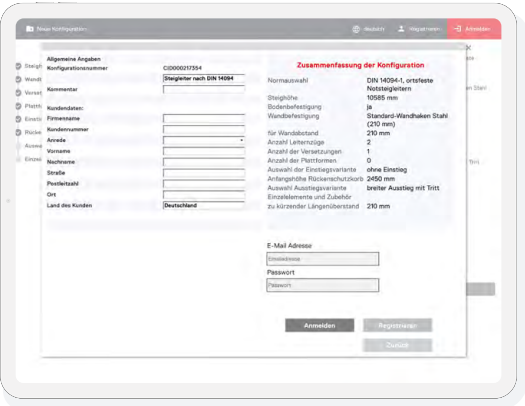 Neue Konfiguration
deutsch
Registrieren
Anmelden
Allgemeine Angaben
Konfigurationsnummer CID000217354
Steigleiter nach DIN 14094
Kommentar
Kundendaten:
Firmenname
Kundennummer
Anrede
Vorname
Nachname
Straße
Postleitzahl
Ort
Land des Kunden Deutschland
Zusammenfassung der Konfiguration
Normauswahl DIN 14094-1, ortsfeste
Notsteigleitern
Steighöhe 10585 mm
Bodenbefestigung ja
Wandbefestigung Standard-Wandhaken Stahl
(210 mm)
für Wandabstand 210 mm
Anzahl Leiternzüge 2
Anzahl der Versetzungen 1
Anzahl der Plattformen 0
Auswahl der Einstiegsvariante ohne Einstieg
Anfangshöhe Rückenschutzkorb 2450 mm
Auswahl Ausstiegsvariante breiter Ausstieg mit Tritt
Einzelelemente und Zubehör
zu kürzender Längenüberstand 210 mm
E-Mail Adresse
Emailadresse
Passwort
Passwort
Anmelden
Registrieren
Zurück